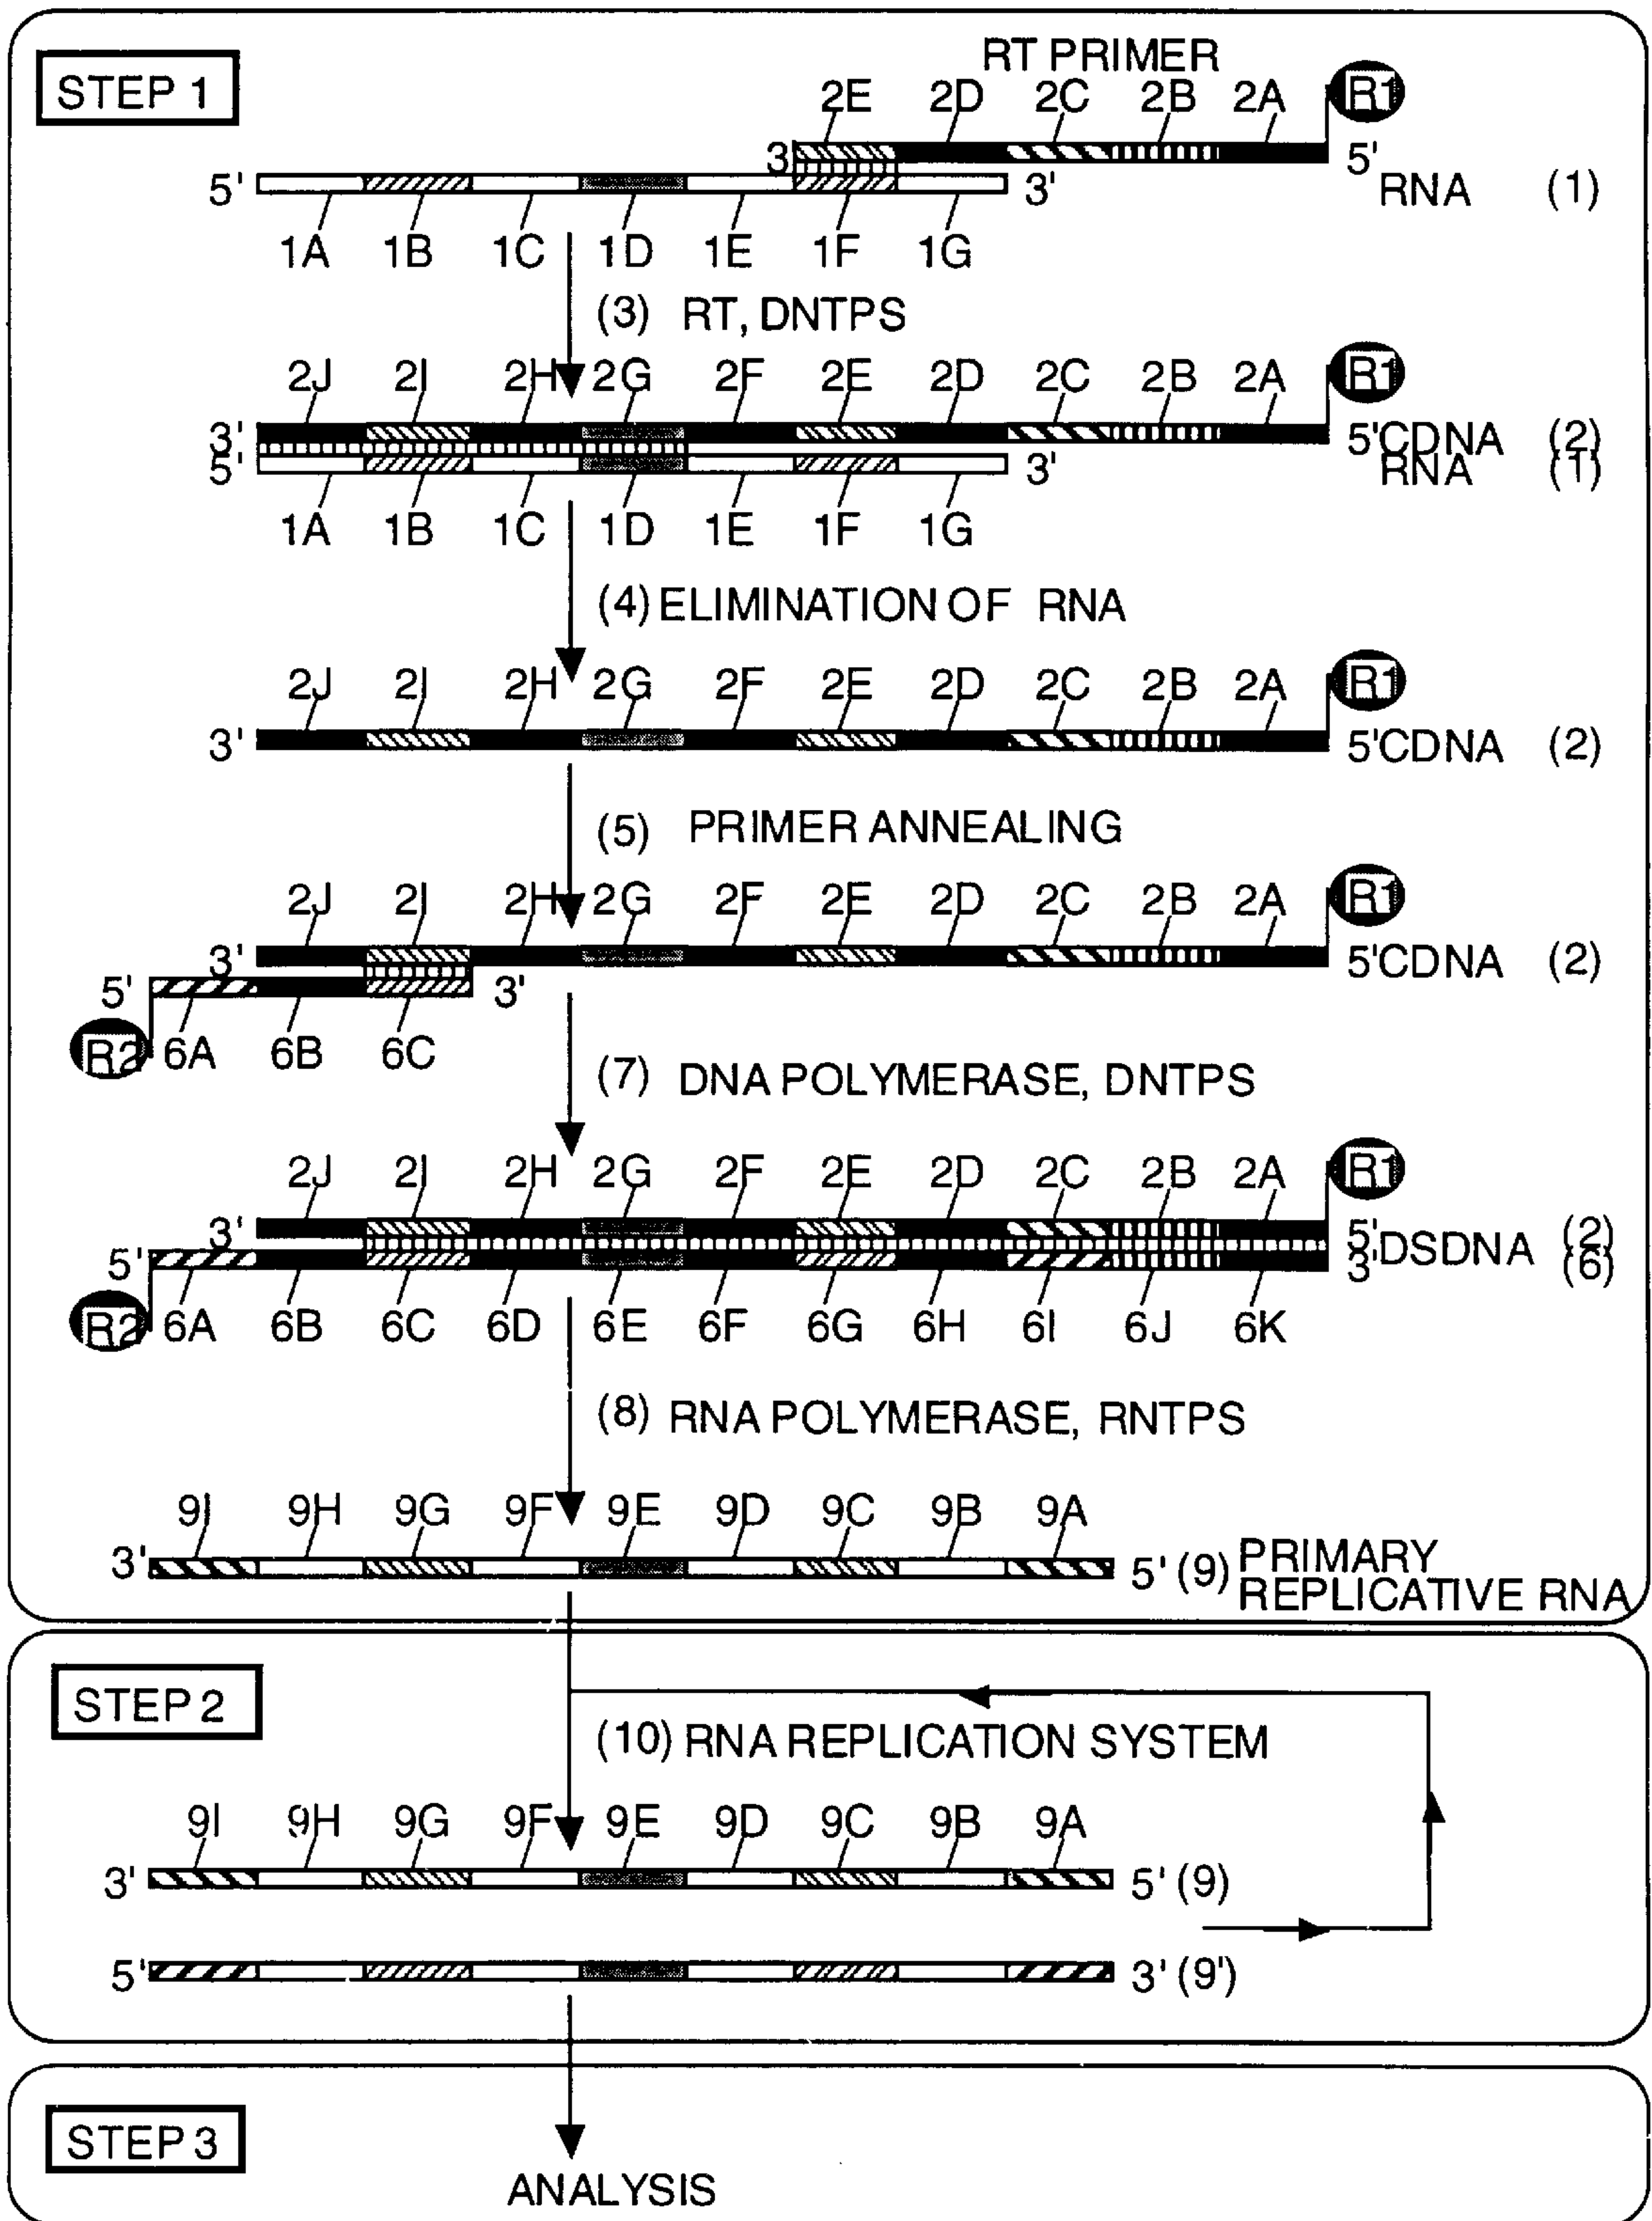 STEP 1
RT PRIMER
2E 2D 2C 2B 2A R1
3' 5'
5' 3' RNA (1)
1A 1B 1C 1D 1E 1F 1G
(3) RT, DNTPS
2J 2I 2H 2G 2F 2E 2D 2C 2B 2A R1
3' 5' CDNA (2)
5' 3' RNA (1)
1A 1B 1C 1D 1E 1F 1G
(4) ELIMINATION OF RNA
2J 2I 2H 2G 2F 2E 2D 2C 2B 2A R1
3' 5' CDNA (2)
(5) PRIMER ANNEALING
2J 2I 2H 2G 2F 2E 2D 2C 2B 2A R1
3' 5' CDNA (2)
5' 3'
R2 6A 6B 6C
(7) DNA POLYMERASE, DNTPS
2J 2I 2H 2G 2F 2E 2D 2C 2B 2A R1
3' 5' (2)
5' 3' DSDNA (6)
R2 6A 6B 6C 6D 6E 6F 6G 6H 6I 6J 6K
(8) RNA POLYMERASE, RNTPS
9I 9H 9G 9F 9E 9D 9C 9B 9A
3' 5' (9) PRIMARY
REPLICATIVE RNA
STEP 2
(10) RNA REPLICATION SYSTEM
9I 9H 9G 9F 9E 9D 9C 9B 9A
3' 5' (9)
5' 3' (9')
STEP 3
ANALYSIS